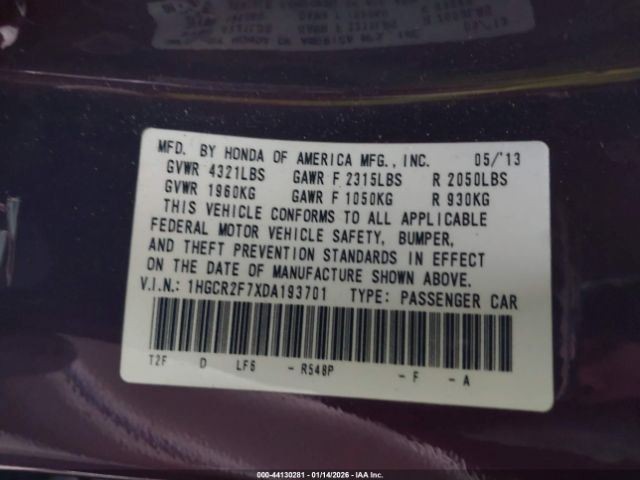 MFD. BY HONDA OF AMERICA MFG., INC. 05/'13
GVWR 4321LBS GAWR F 2315LBS R 2050LBS
GVWR 1960KG GAWR F 1050KG R 930KG
THIS VEHICLE CONFORMS TO ALL APPLICABLE
FEDERAL MOTOR VEHICLE SAFETY, BUMPER,
AND THEFT PREVENTION STANDARDS IN EFFECT
ON THE DATE OF MANUFACTURE SHOWN ABOVE.
V.I.N.: 1HGCR2F7XDA193701 TYPE: PASSENGER CAR
T2F D LF6 - R548P - F - A
000-44130281 - 01/14/2026 - IAA Inc.